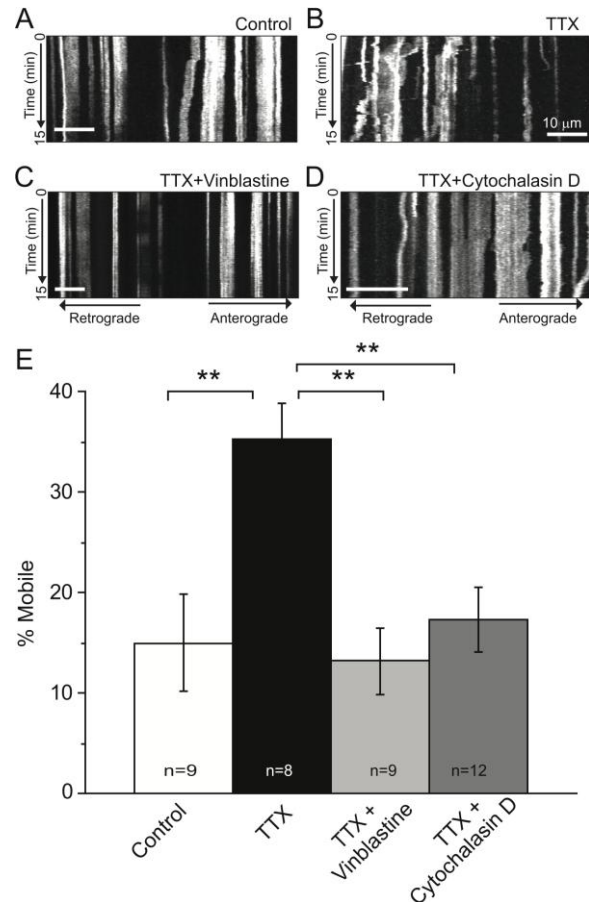 A
Control
B
TTX
Time (min)
0
15
Time (min)
0
15
10 μm
C
TTX+Vinblastine
D
TTX+Cytochalasin D
Time (min)
0
15
Time (min)
0
15
Retrograde
Anterograde
Retrograde
Anterograde
E
**
**
**
40
30
20
10
0
% Mobile
n=9
n=8
n=9
n=12
Control
TTX
TTX +
Vinblastine
TTX +
Cytochalasin D